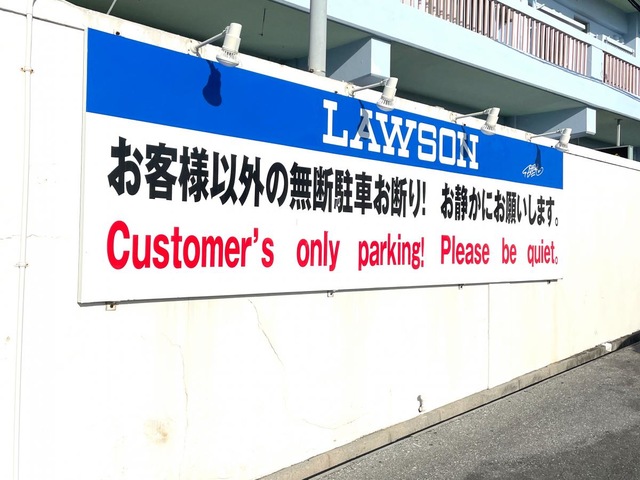 LAWSON
お客様以外の無断駐車お断り! お静かにお願いします。
Customer's only parking! Please be quiet。